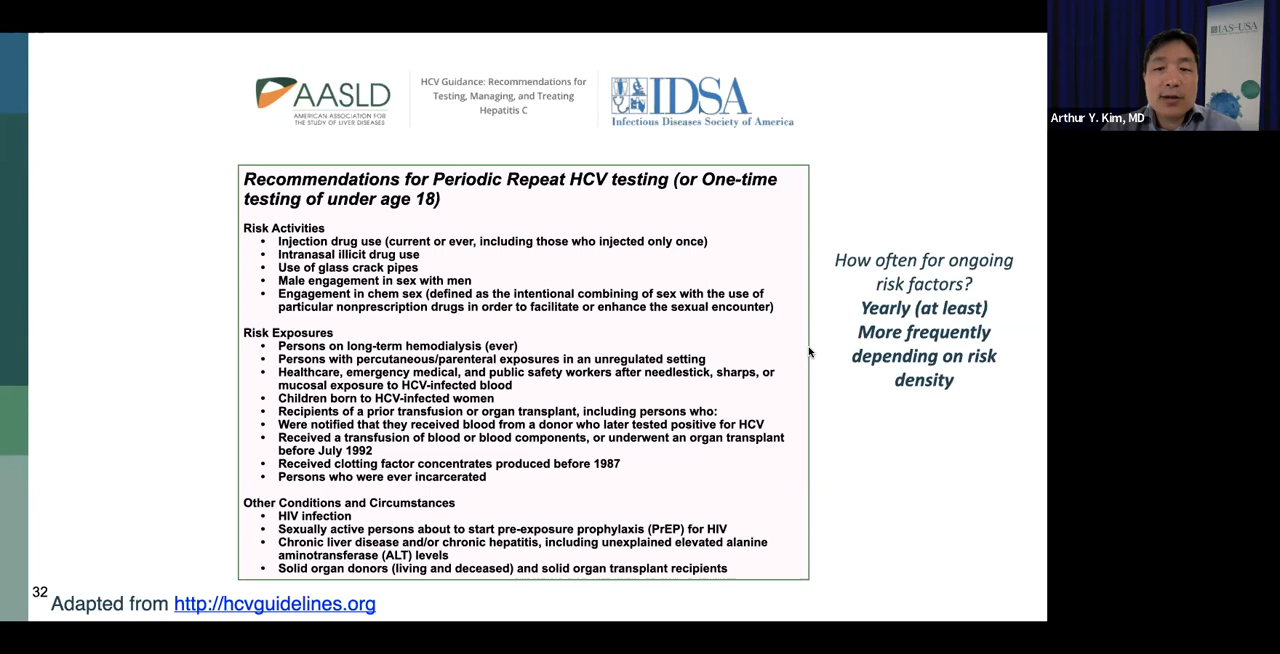 AASLD
AMERICAN ASSOCIATION FOR
THE STUDY OF LIVER DISEASES
HCV Guidance: Recommendations for
Testing, Managing, and Treating
Hepatitis C
IDSA
Infectious Diseases Society of America
IAS–USA
Arthur Y. Kim, MD
Recommendations for Periodic Repeat HCV testing (or One-time
testing of under age 18)
Risk Activities
• Injection drug use (current or ever, including those who injected only once)
• Intranasal illicit drug use
• Use of glass crack pipes
• Male engagement in sex with men
• Engagement in chem sex (defined as the intentional combining of sex with the use of
particular nonprescription drugs in order to facilitate or enhance the sexual encounter)
Risk Exposures
• Persons on long-term hemodialysis (ever)
• Persons with percutaneous/parenteral exposures in an unregulated setting
• Healthcare, emergency medical, and public safety workers after needlestick, sharps, or
mucosal exposure to HCV-infected blood
• Children born to HCV-infected women
• Recipients of a prior transfusion or organ transplant, including persons who:
• Were notified that they received blood from a donor who later tested positive for HCV
• Received a transfusion of blood or blood components, or underwent an organ transplant
before July 1992
• Received clotting factor concentrates produced before 1987
• Persons who were ever incarcerated
Other Conditions and Circumstances
• HIV infection
• Sexually active persons about to start pre-exposure prophylaxis (PrEP) for HIV
• Chronic liver disease and/or chronic hepatitis, including unexplained elevated alanine
aminotransferase (ALT) levels
• Solid organ donors (living and deceased) and solid organ transplant recipients
How often for ongoing
risk factors?
Yearly (at least)
More frequently
depending on risk
density
32
Adapted from http://hcvguidelines.org